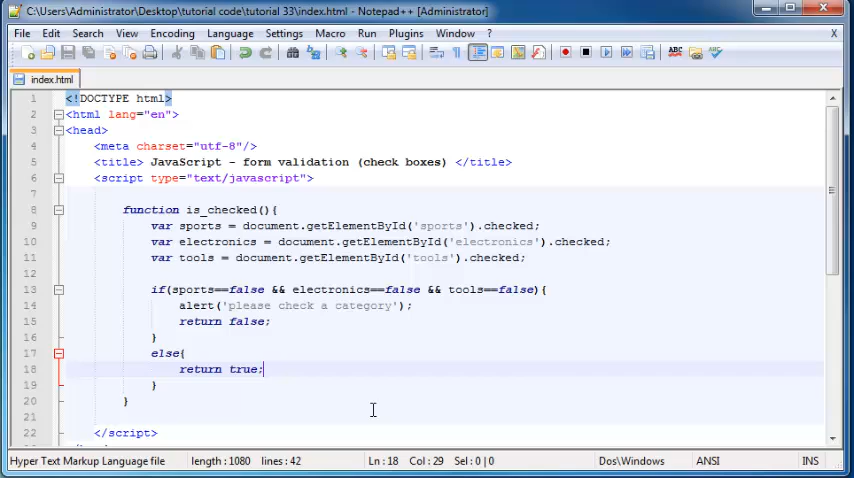 C:\Users\Administrator\Desktop\tutorial code\tutorial 33\index.html - Notepad++ [Administrator]
File Edit Search View Encoding Language Settings Macro Run Plugins Window ? X
index.html
1 <!DOCTYPE html>
2 <html lang="en">
3 <head>
4 <meta charset="utf-8"/>
5 <title> JavaScript - form validation (check boxes) </title>
6 <script type="text/javascript">
7
8 function is_checked(){
9 var sports = document.getElementById('sports').checked;
10 var electronics = document.getElementById('electronics').checked;
11 var tools = document.getElementById('tools').checked;
12
13 if(sports==false && electronics==false && tools==false){
14 alert('please check a category');
15 return false;
16 }
17 else{
18 return true;
19 }
20 }
21
22 </script>
Hyper Text Markup Language file length : 1080 lines : 42 Ln : 18 Col : 29 Sel : 0 | 0 Dos\Windows ANSI INS